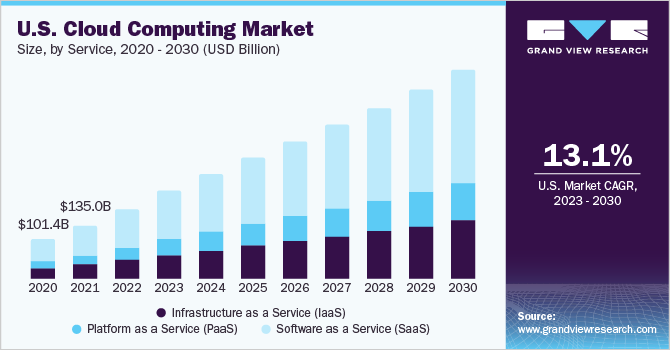 U.S. Cloud Computing Market
Size, by Service, 2020 - 2030 (USD Billion)
$101.4B
$135.0B
2020 2021 2022 2023 2024 2025 2026 2027 2028 2029 2030
Infrastructure as a Service (IaaS)
Platform as a Service (PaaS) Software as a Service (SaaS)
GRAND VIEW RESEARCH
13.1%
U.S. Market CAGR,
2023 - 2030
Source:
www.grandviewresearch.com